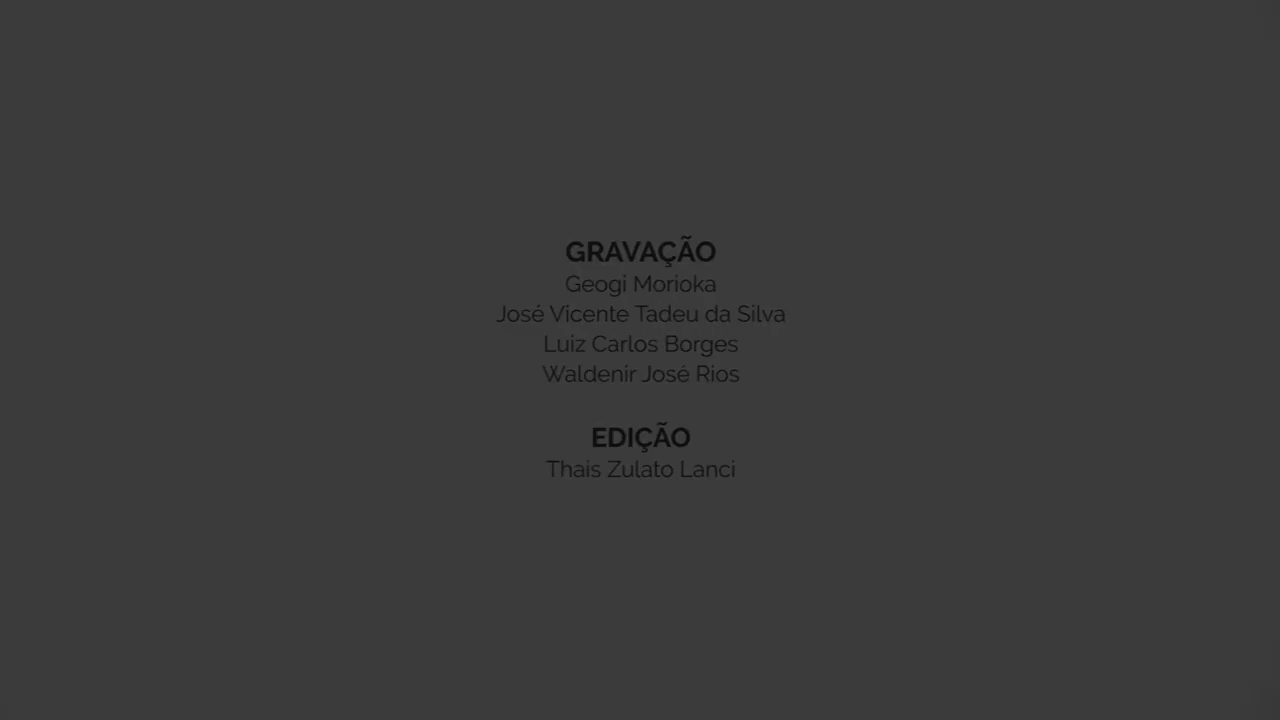 GRAVAÇÃO
Geogi Morioka
José Vicente Tadeu da Silva
Luiz Carlos Borges
Waldenir José Rios
EDIÇÃO
Thais Zulato Lanci